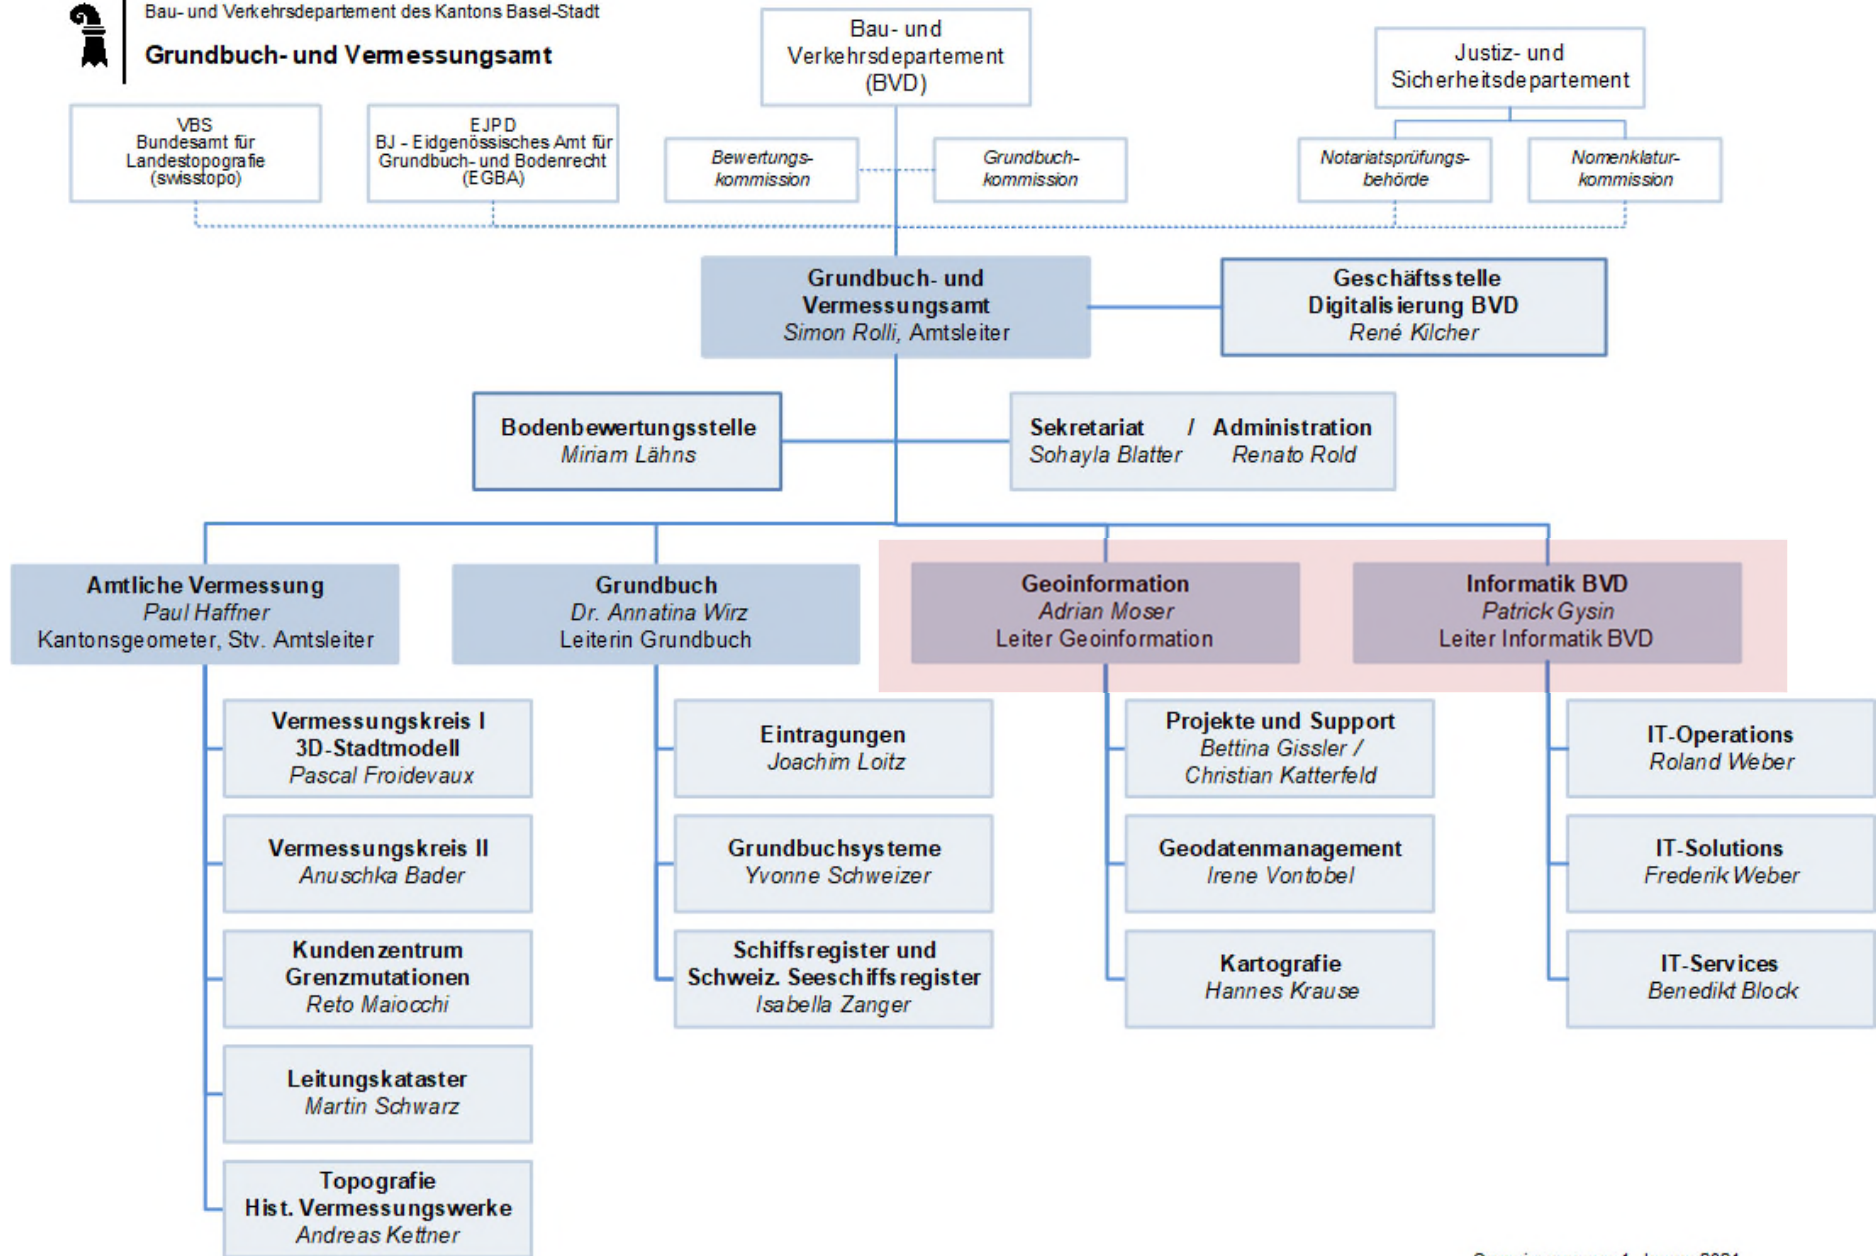 Bau- und Verkehrsdepartement des Kantons Basel-Stadt
Grundbuch- und Vermessungsamt
Bau- und
Verkehrsdepartement
(BVD)
Justiz- und
Sicherheitsdepartement
VBS
Bundesamt für
Landestopografie
(swisstopo)
EJPD
BJ - Eidgenössisches Amt für
Grundbuch- und Bodenrecht
(EGBA)
Bewertungs-
kommission
Grundbuch-
kommission
Notariatsprüfungs-
behörde
Nomenklatur-
kommission
Grundbuch- und
Vermessungsamt
Simon Rolli, Amtsleiter
Geschäftsstelle
Digitalisierung BVD
René Kilcher
Bodenbewertungsstelle
Miriam Lähns
Sekretariat / Administration
Sohayla Blatter Renato Rold
Amtliche Vermessung
Paul Haffner
Kantonsgeometer, Stv. Amtsleiter
Grundbuch
Dr. Annatina Wirz
Leiterin Grundbuch
Geoinformation
Adrian Moser
Leiter Geoinformation
Informatik BVD
Patrick Gysin
Leiter Informatik BVD
Vermessungskreis I
3D-Stadtmodell
Pascal Froidevaux
Vermessungskreis II
Anuschka Bader
Kundenzentrum
Grenzmutationen
Reto Maiocchi
Leitungskataster
Martin Schwarz
Topografie
Hist. Vermessungswerke
Andreas Kettner
Eintragungen
Joachim Loitz
Grundbuchsysteme
Yvonne Schweizer
Schiffsregister und
Schweiz. Seeschiffsregister
Isabella Zanger
Projekte und Support
Bettina Gissler /
Christian Katterfeld
Geodatenmanagement
Irene Vontobel
Kartografie
Hannes Krause
IT-Operations
Roland Weber
IT-Solutions
Frederik Weber
IT-Services
Benedikt Block